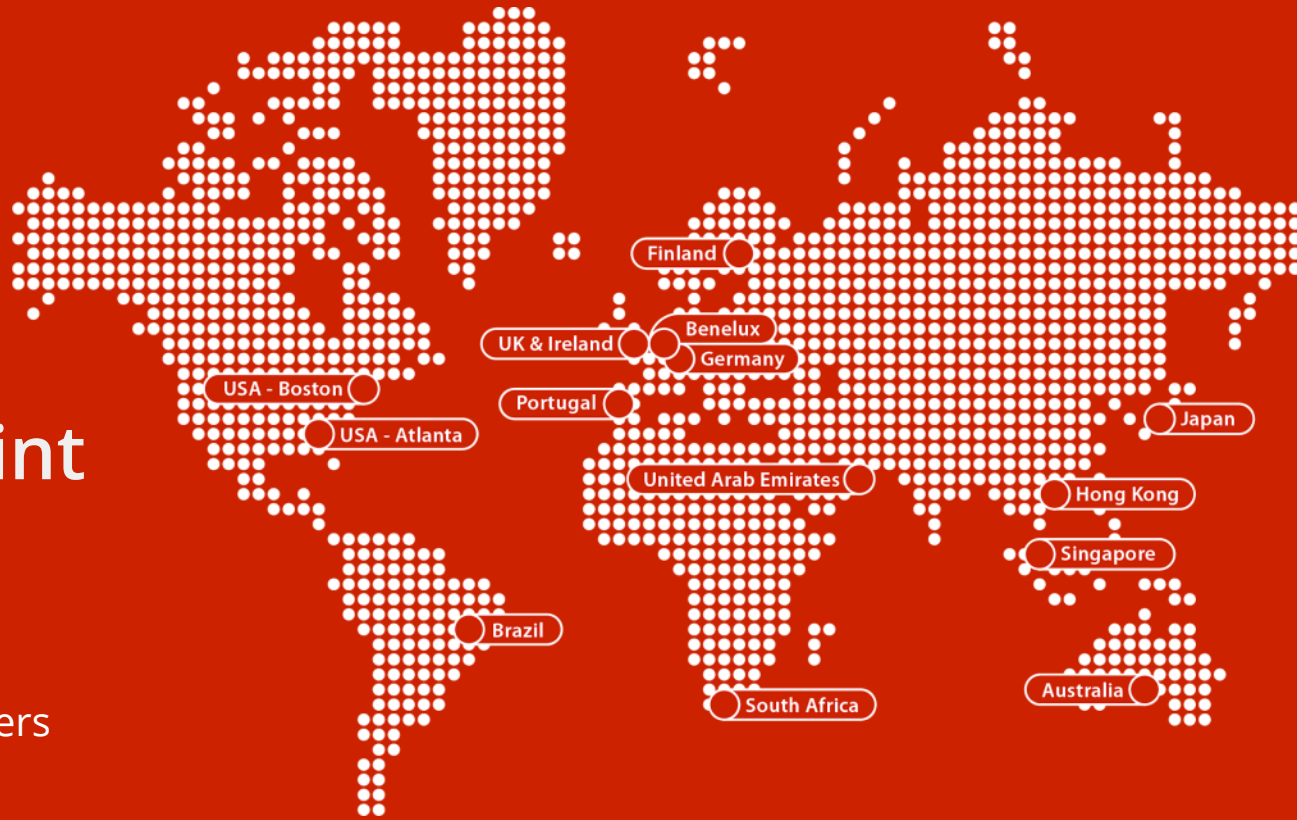 Finland
Benelux
UK & Ireland
Germany
USA - Boston
Portugal
Japan
USA - Atlanta
int
United Arab Emirates
Hong Kong
Singapore
Brazil
Australia
South Africa
ers